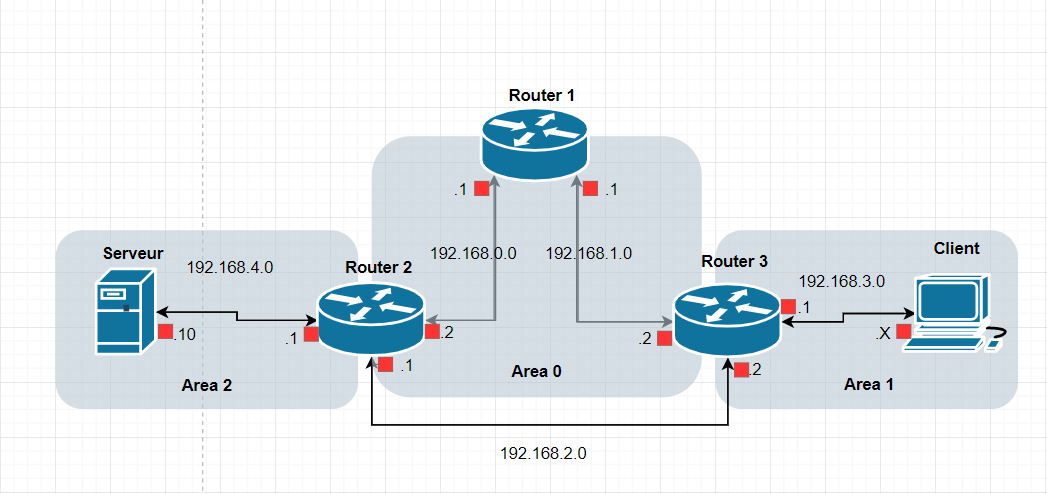 Router 1
.1
.1
Serveur
192.168.4.0
Router 2
192.168.0.0
192.168.1.0
Router 3
Client
192.168.3.0
.10
.1
.2
.2
.1
.X
.1
.2
Area 2
Area 0
Area 1
192.168.2.0